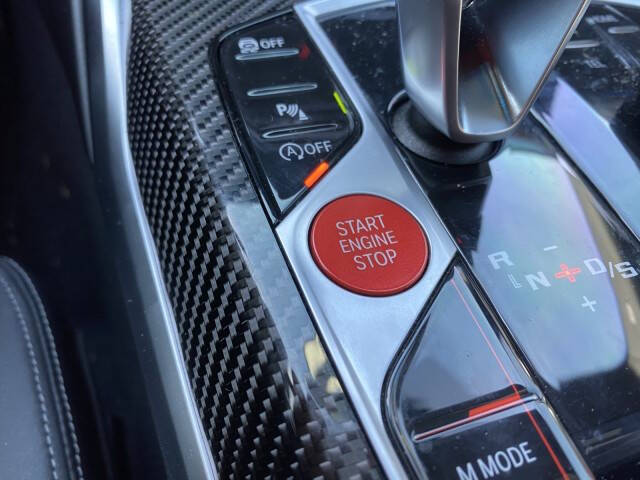 OFF
P
A OFF
START
ENGINE
STOP
R
N D/S
+
M MODE